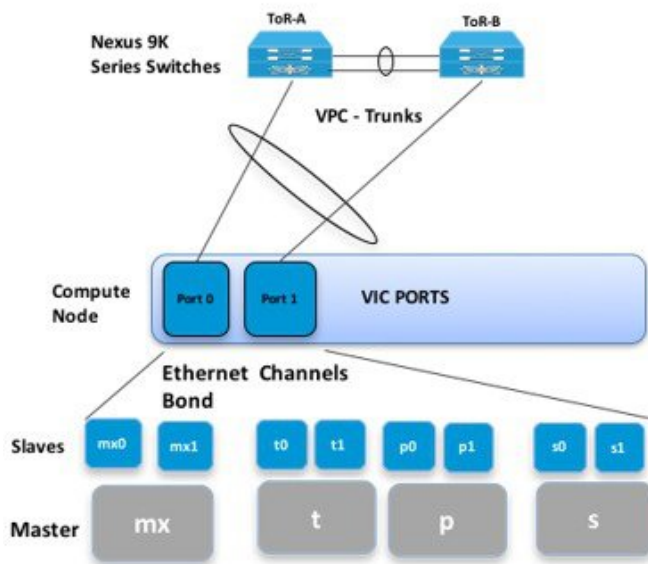 ToR-A
ToR-B
Nexus 9K
Series Switches
VPC - Trunks
Compute
Node
Port 0
Port 1
VIC PORTS
Ethernet Channels
Bond
Slaves
mx0
mx1
t0
t1
p0
p1
s0
s1
Master
mx
t
p
s